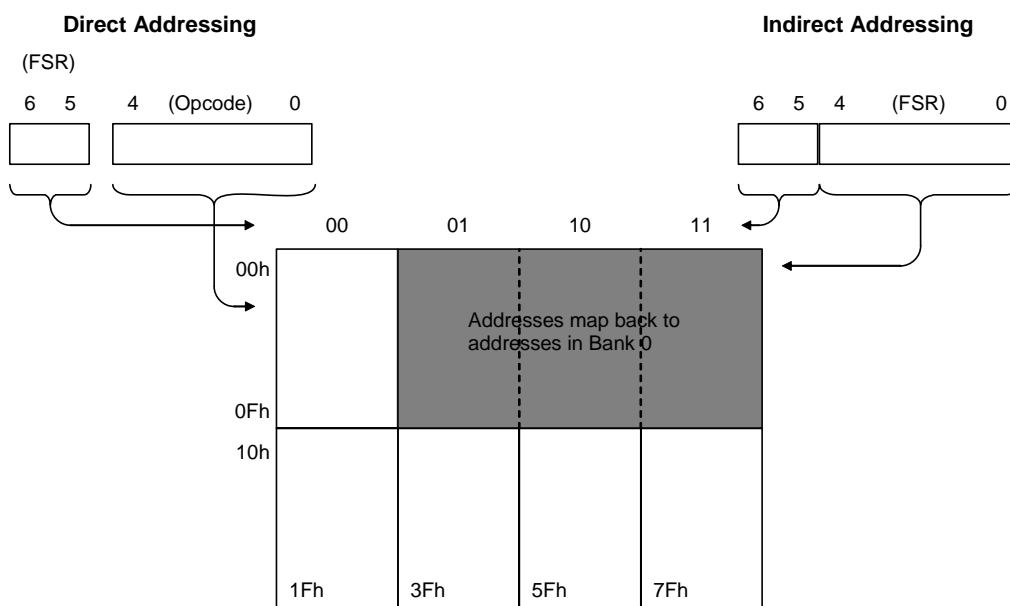 Direct Addressing
Indirect Addressing
(FSR)
6 5 4 (Opcode) 0
6 5 4 (FSR) 0
00 01 10 11
00h
Addresses map back to
addresses in Bank 0
0Fh
10h
1Fh 3Fh 5Fh 7Fh